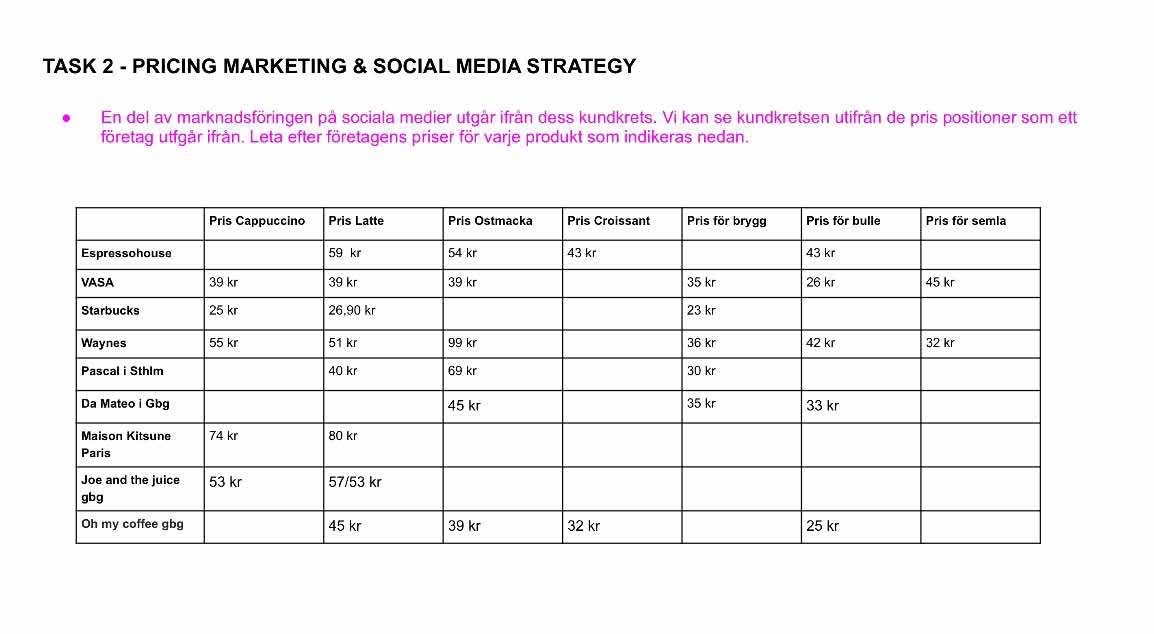 TASK 2 - PRICING MARKETING & SOCIAL MEDIA STRATEGY
● En del av marknadsföringen på sociala medier utgår ifrån dess kundkrets. Vi kan se kundkretsen utifrån de pris positioner som ett
företag utfgår ifrån. Leta efter företagens priser för varje produkt som indikeras nedan.
Pris Cappuccino Pris Latte Pris Ostmacka Pris Croissant Pris för brygg Pris för bulle Pris för semla
Espressohouse 59 kr 54 kr 43 kr 43 kr
VASA 39 kr 39 kr 39 kr 35 kr 26 kr 45 kr
Starbucks 25 kr 26,90 kr 23 kr
Waynes 55 kr 51 kr 99 kr 36 kr 42 kr 32 kr
Pascal i Sthlm 40 kr 69 kr 30 kr
Da Mateo i Gbg 45 kr 35 kr 33 kr
Maison Kitsune 74 kr 80 kr
Paris
Joe and the juice 53 kr 57/53 kr
gbg
Oh my coffee gbg 45 kr 39 kr 32 kr 25 kr